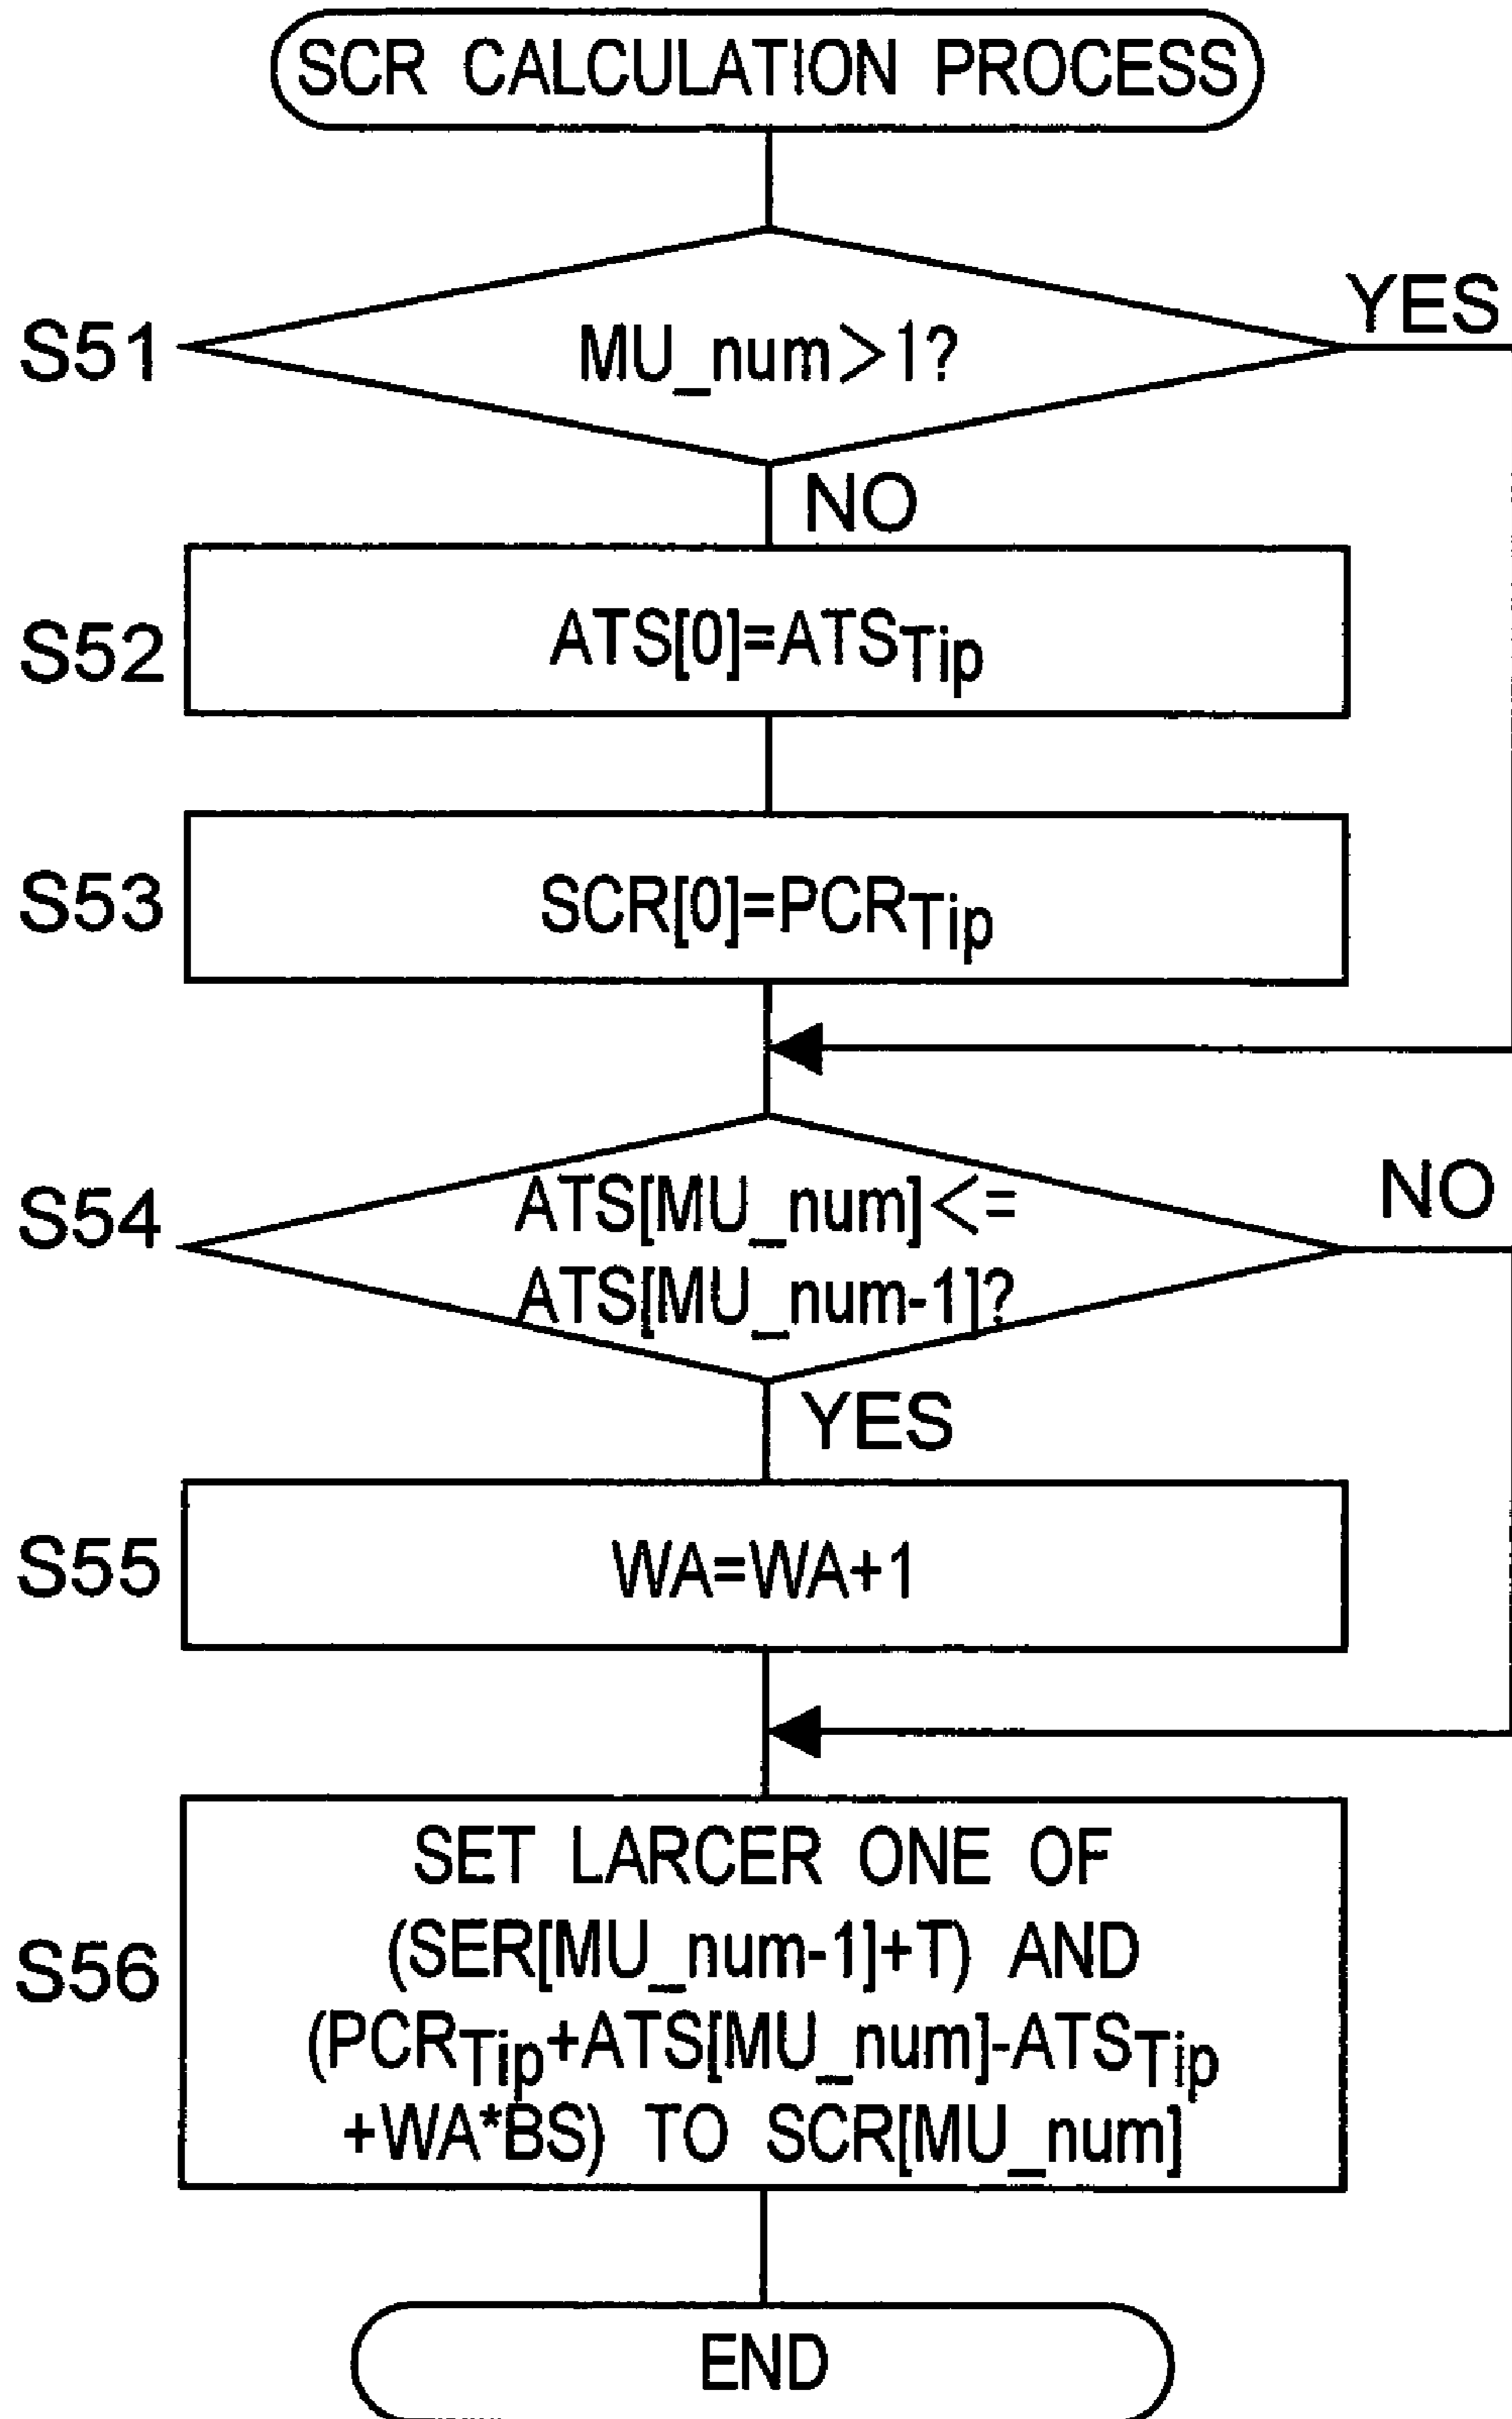 SCR CALCULATION PROCESS
S51
MU_num>1?
YES
NO
S52
ATS[0]=ATSTip
S53
SCR[0]=PCRTip
S54
ATS[MU_num]<=
ATS[MU_num-1]?
NO
YES
S55
WA=WA+1
S56
SET LARCER ONE OF
(SER[MU_num-1]+T) AND
(PCRTip+ATS[MU_num]-ATSTip
+WA*BS) TO SCR[MU_num]
END